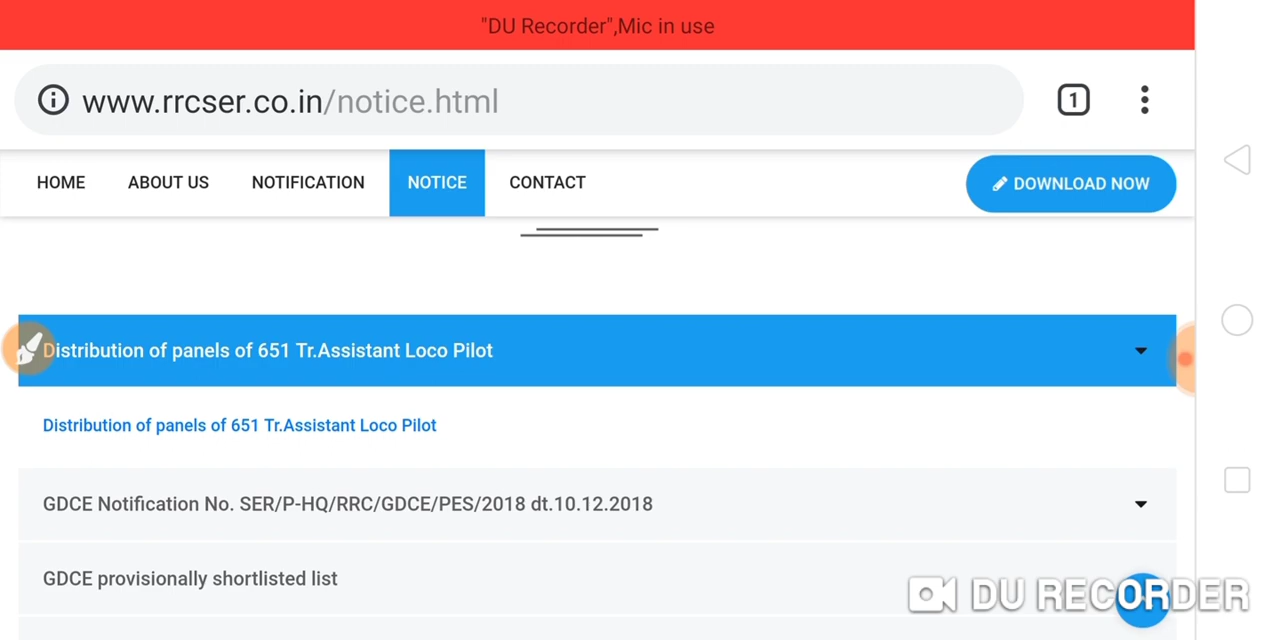 "DU Recorder",Mic in use
www.rrcser.co.in/notice.html
1
HOME ABOUT US NOTIFICATION NOTICE CONTACT DOWNLOAD NOW
Distribution of panels of 651 Tr.Assistant Loco Pilot
Distribution of panels of 651 Tr.Assistant Loco Pilot
GDCE Notification No. SER/P-HQ/RRC/GDCE/PES/2018 dt.10.12.2018
GDCE provisionally shortlisted list
DU RECORDER